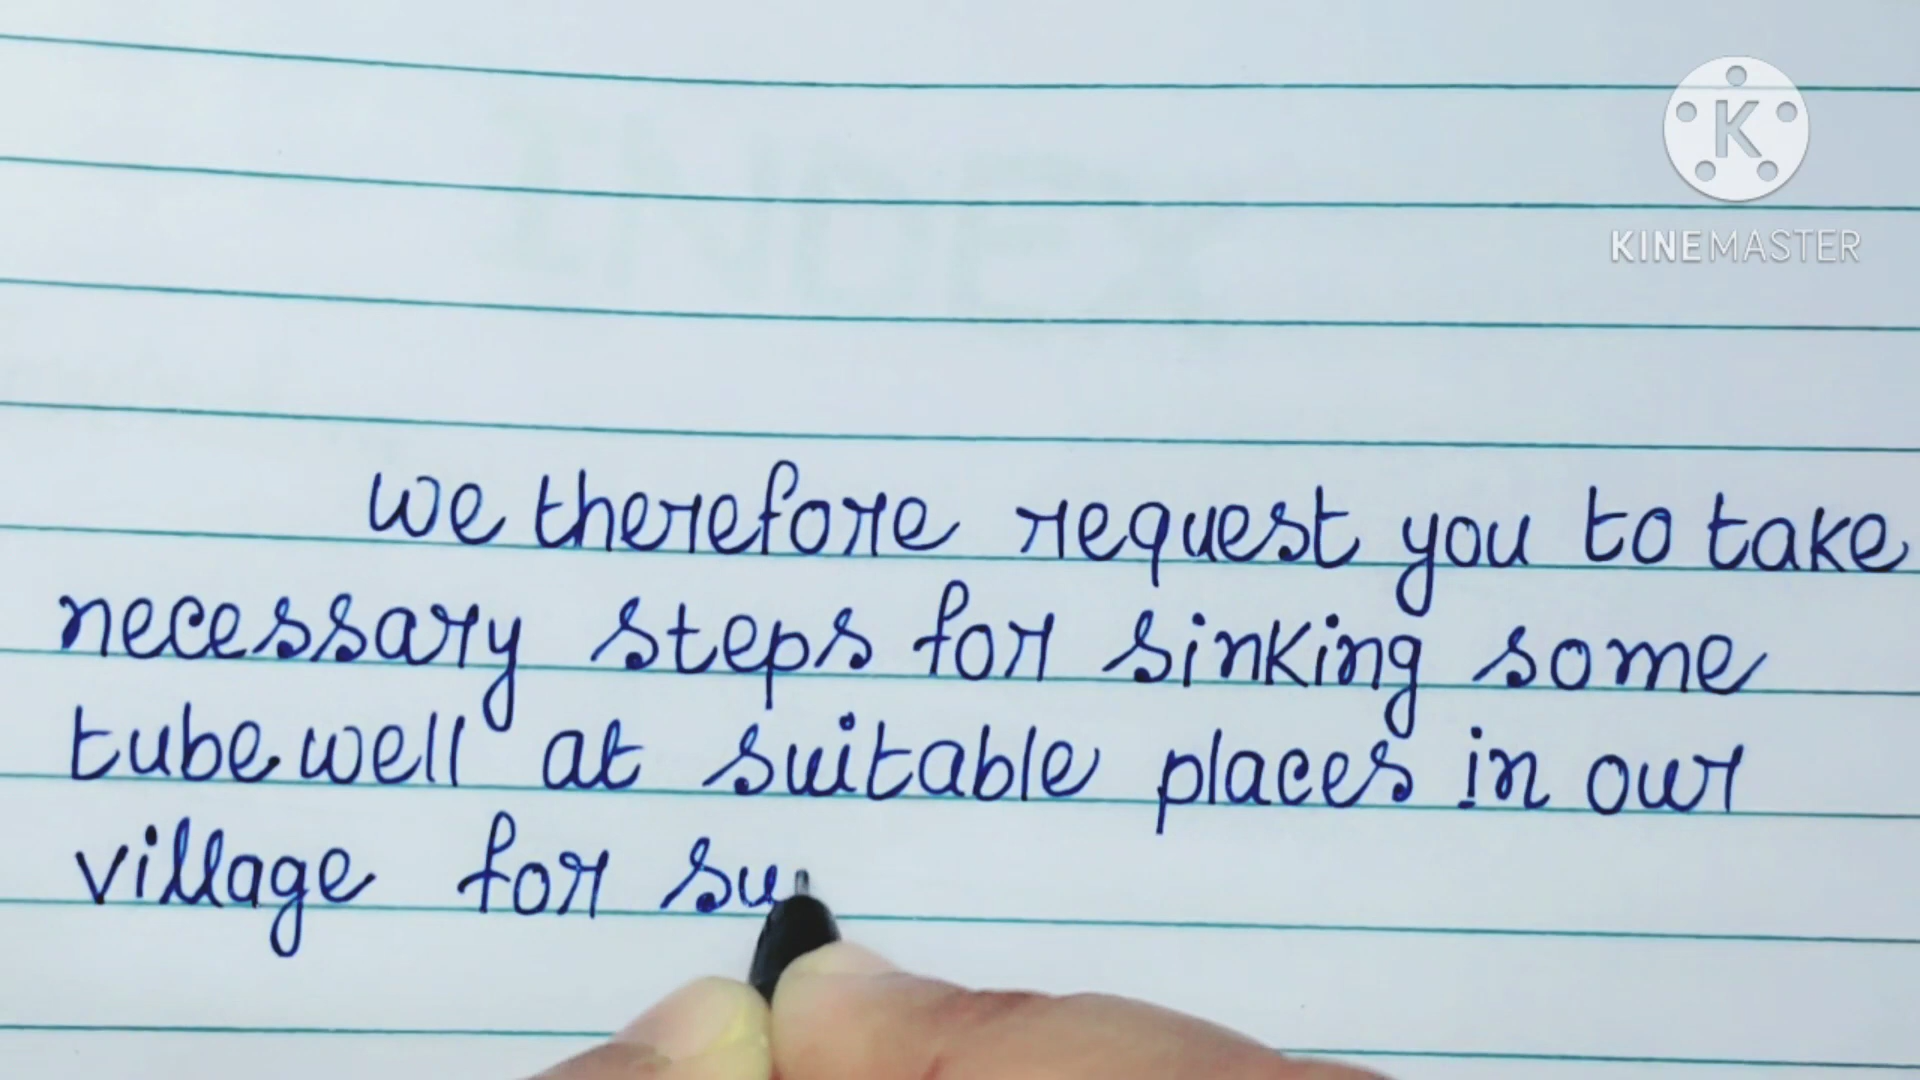 K
KINEMASTER
INDEX
We therefore request you to take
necessary steps for sinking some
tubewell at suitable places in our
village for su